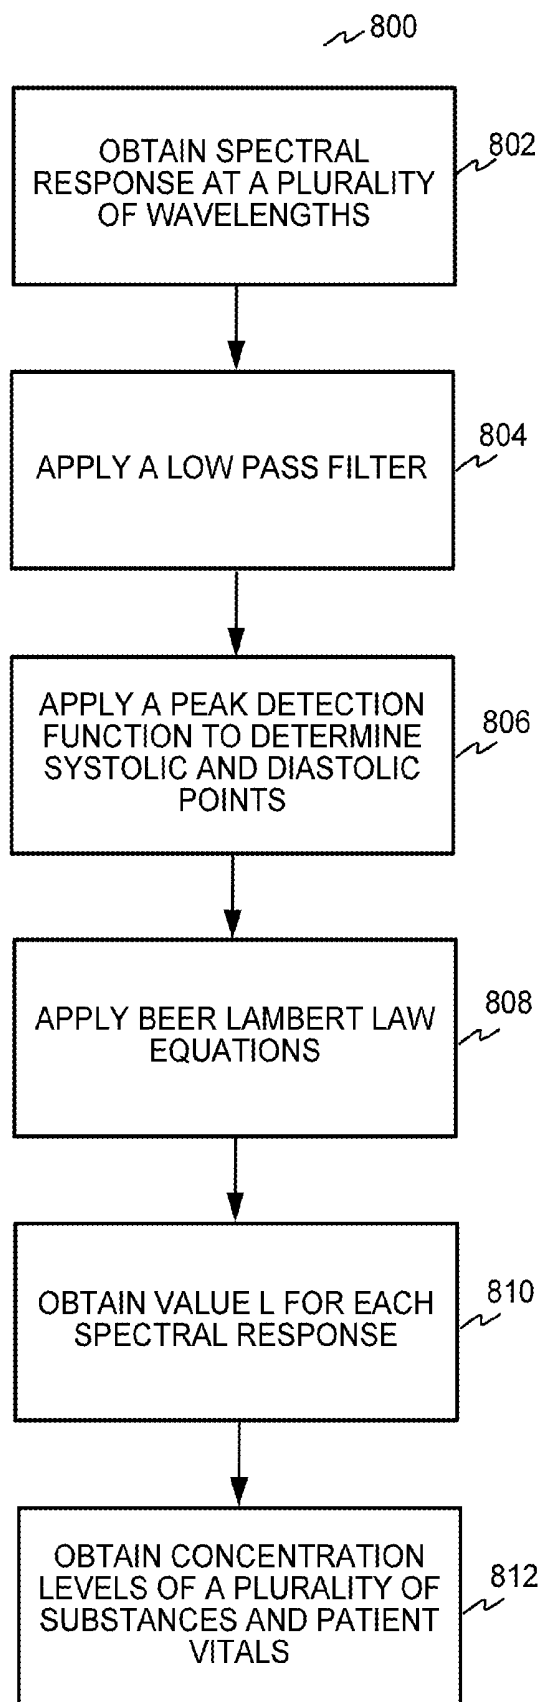 800
OBTAIN SPECTRAL
RESPONSE AT A PLURALITY
OF WAVELENGTHS
802
APPLY A LOW PASS FILTER
804
APPLY A PEAK DETECTION
FUNCTION TO DETERMINE
SYSTOLIC AND DIASTOLIC
POINTS
806
APPLY BEER LAMBERT LAW
EQUATIONS
808
OBTAIN VALUE L FOR EACH
SPECTRAL RESPONSE
810
OBTAIN CONCENTRATION
LEVELS OF A PLURALITY OF
SUBSTANCES AND PATIENT
VITALS
812